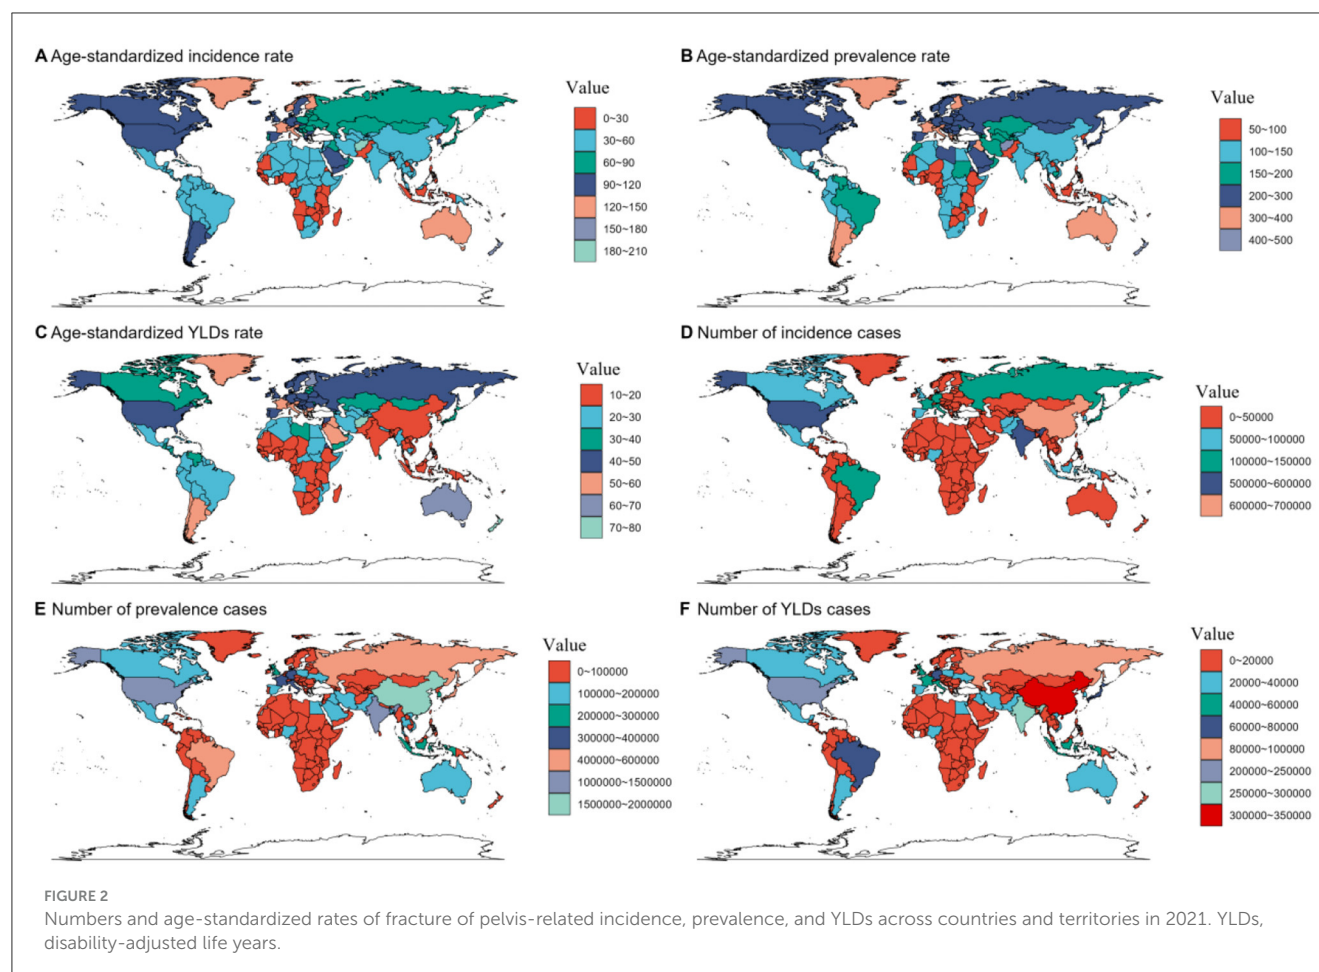 A Age-standardized incidence rate
Value
0~30
30~60
60~90
90~120
120~150
150~180
180~210
B Age-standardized prevalence rate
Value
50~100
100~150
150~200
200~300
300~400
400~500
C Age-standardized YLDs rate
Value
10~20
20~30
30~40
40~50
50~60
60~70
70~80
D Number of incidence cases
Value
0~50000
50000~100000
100000~150000
500000~600000
600000~700000
E Number of prevalence cases
Value
0~100000
100000~200000
200000~300000
300000~400000
400000~600000
1000000~1500000
1500000~2000000
F Number of YLDs cases
Value
0~20000
20000~40000
40000~60000
60000~80000
80000~100000
200000~250000
250000~300000
300000~350000
FIGURE 2
Numbers and age-standardized rates of fracture of pelvis-related incidence, prevalence, and YLDs across countries and territories in 2021. YLDs,
disability-adjusted life years.